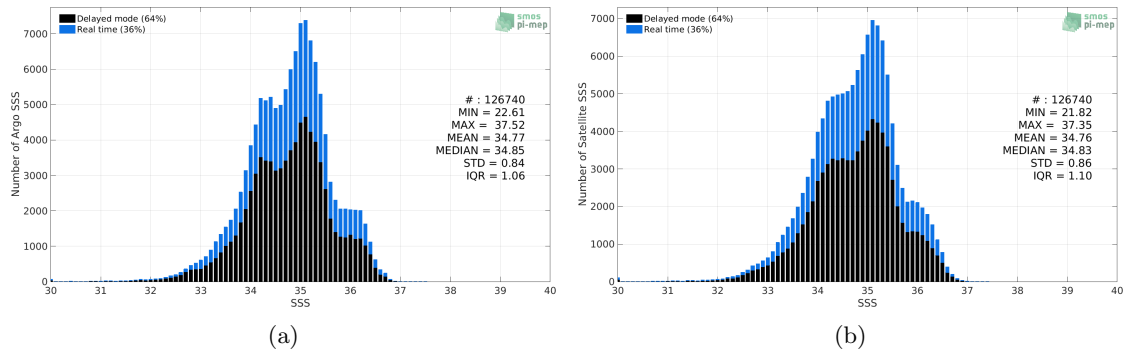 Delayed mode (64%)
Real time (36%)
smos
pi-mep
7000
6000
5000
4000
3000
2000
1000
0
Number of Argo SSS
# : 126740
MIN = 22.61
MAX = 37.52
MEAN = 34.77
MEDIAN = 34.85
STD = 0.84
IQR = 1.06
30 31 32 33 34 35 36 37 38 39 40
SSS
(a)
Delayed mode (64%)
Real time (36%)
smos
pi-mep
7000
6000
5000
4000
3000
2000
1000
0
Number of Satellite SSS
# : 126740
MIN = 21.82
MAX = 37.35
MEAN = 34.76
MEDIAN = 34.83
STD = 0.86
IQR = 1.10
30 31 32 33 34 35 36 37 38 39 40
SSS
(b)